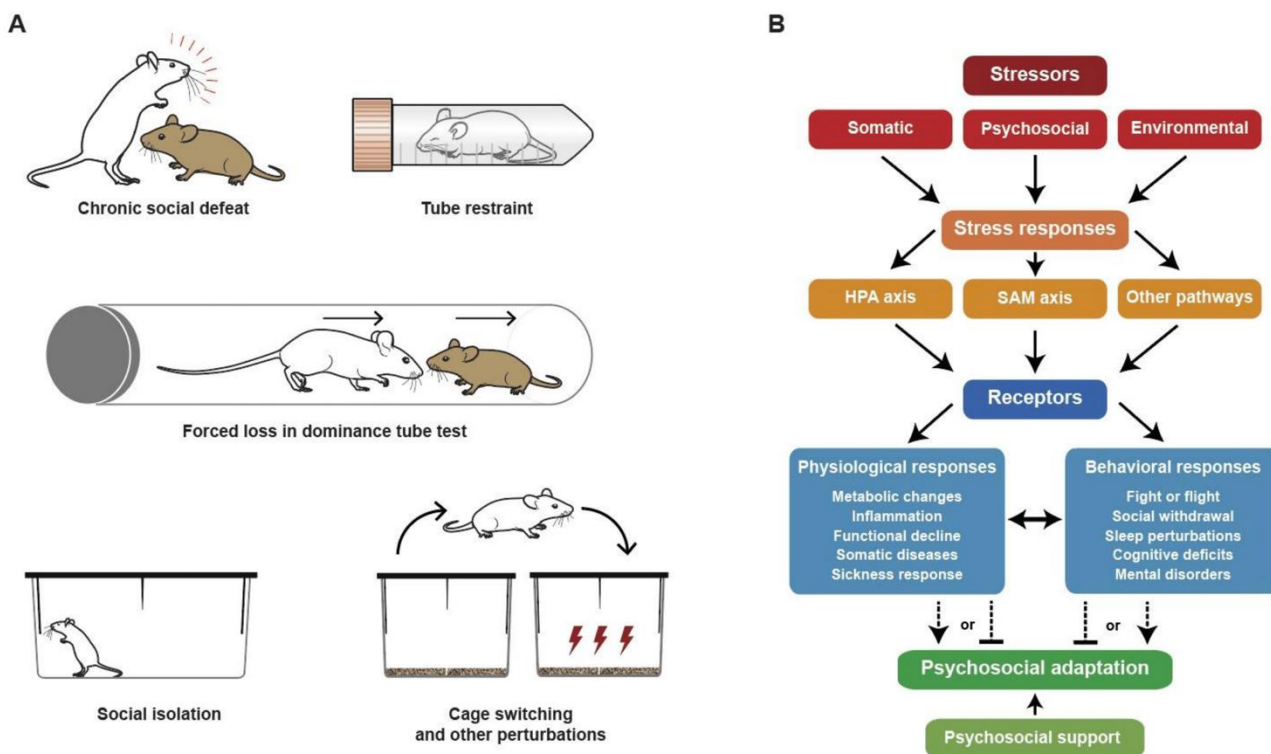 A
Chronic social defeat
Tube restraint
Forced loss in dominance tube test
Social isolation
Cage switching
and other perturbations
B
Stressors
Somatic
Psychosocial
Environmental
Stress responses
HPA axis
SAM axis
Other pathways
Receptors
Physiological responses
Metabolic changes
Inflammation
Functional decline
Somatic diseases
Sickness response
Behavioral responses
Fight or flight
Social withdrawal
Sleep perturbations
Cognitive deficits
Mental disorders
or
or
Psychosocial adaptation
Psychosocial support